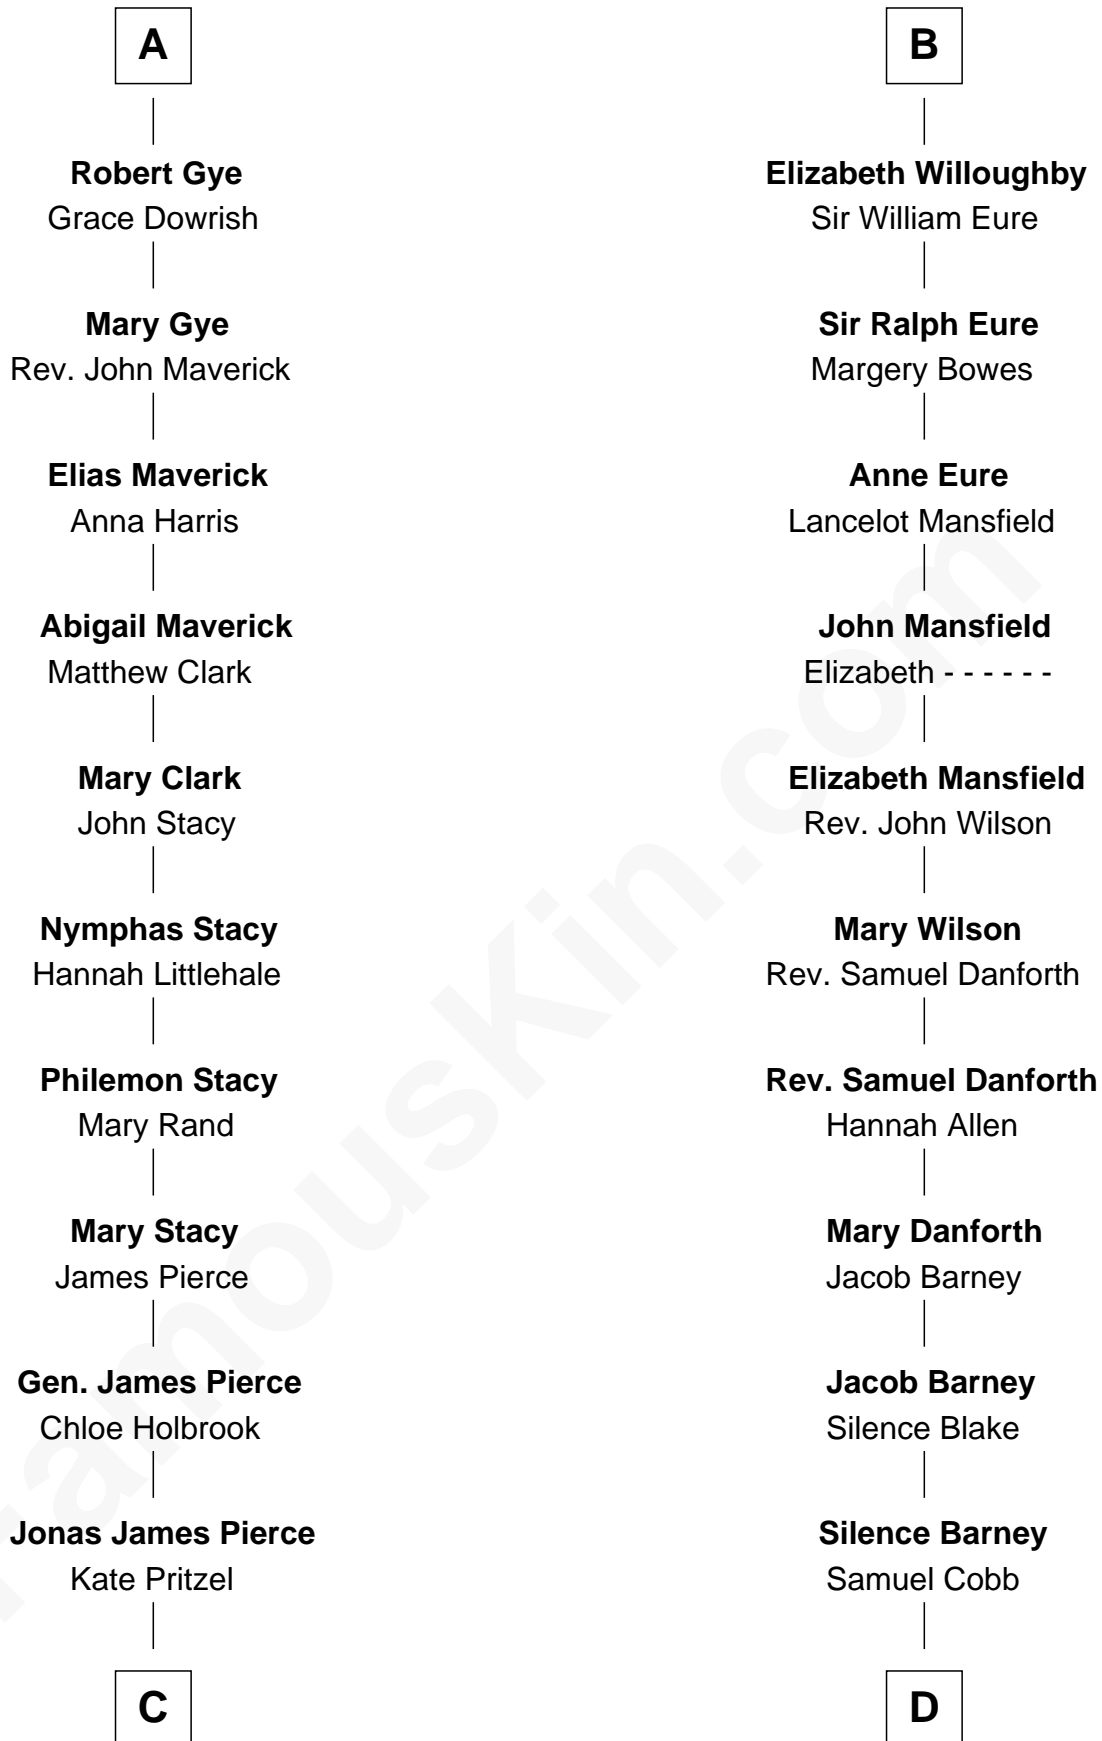 A
Robert Gye
Grace Dowrish
Mary Gye
Rev. John Maverick
Elias Maverick
Anna Harris
Abigail Maverick
Matthew Clark
Mary Clark
John Stacy
Nymphas Stacy
Hannah Littlehale
Philemon Stacy
Mary Rand
Mary Stacy
James Pierce
Gen. James Pierce
Chloe Holbrook
Jonas James Pierce
Kate Pritzel
C
B
Elizabeth Willoughby
Sir William Eure
Sir Ralph Eure
Margery Bowes
Anne Eure
Lancelot Mansfield
John Mansfield
Elizabeth - - - - - -
Elizabeth Mansfield
Rev. John Wilson
Mary Wilson
Rev. Samuel Danforth
Rev. Samuel Danforth
Hannah Allen
Mary Danforth
Jacob Barney
Jacob Barney
Silence Blake
Silence Barney
Samuel Cobb
D
FamousKin.com